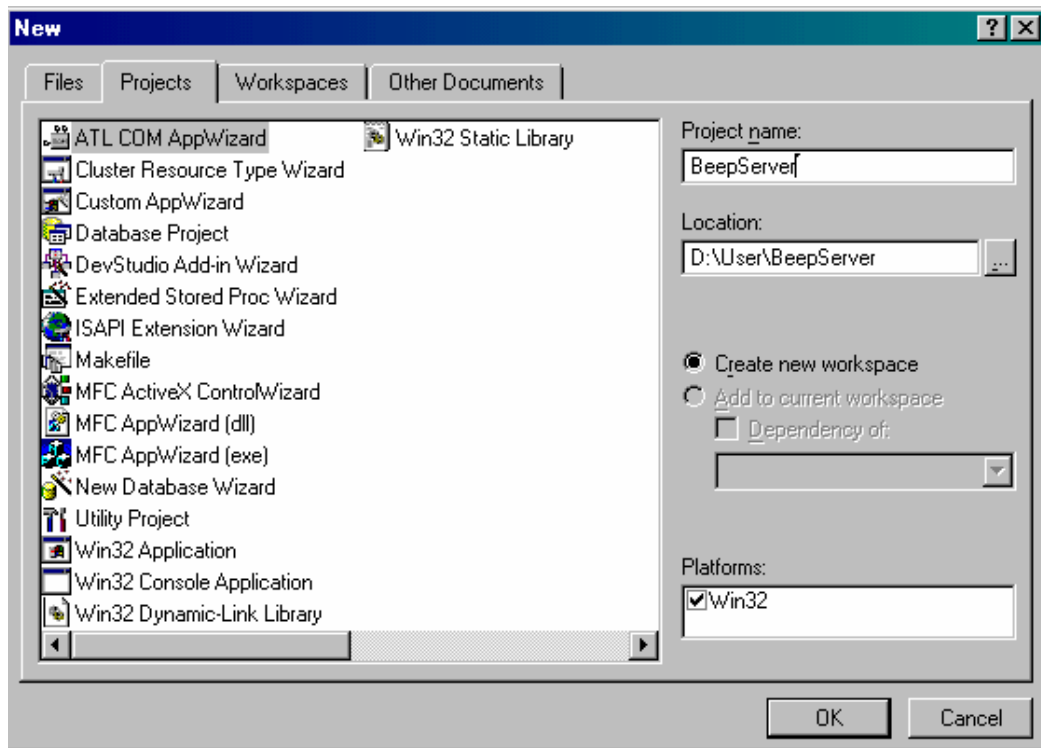 New
Files
Projects
Workspaces
Other Documents
ATL COM AppWizard
Cluster Resource Type Wizard
Custom AppWizard
Database Project
DevStudio Add-in Wizard
Extended Stored Proc Wizard
ISAPI Extension Wizard
Makefile
MFC ActiveX ControlWizard
MFC AppWizard (dll)
MFC AppWizard (exe)
New Database Wizard
Utility Project
Win32 Application
Win32 Console Application
Win32 Dynamic-Link Library
Win32 Static Library
Project name:
BeepServer
Location:
D:\User\BeepServer
...
Create new workspace
Add to current workspace
Dependency of:
Platforms:
Win32
OK
Cancel